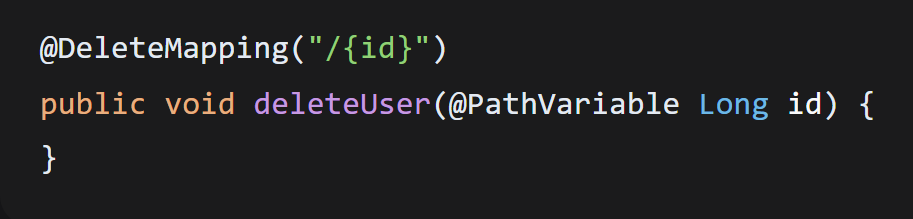 @DeleteMapping("/{id}")
public void deleteUser(@PathVariable Long id) {
}